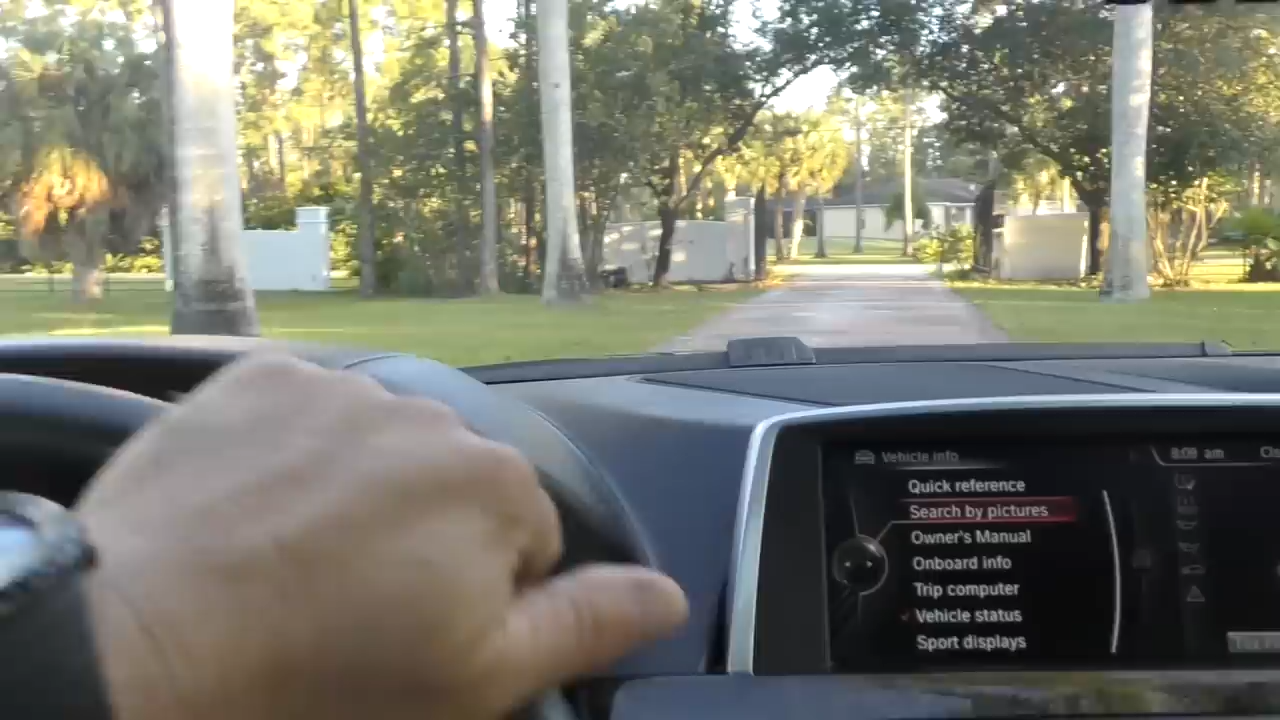 Vehicle info
8:09 am
Quick reference
Search by pictures
Owner's Manual
Onboard info
Trip computer
Vehicle status
Sport displays